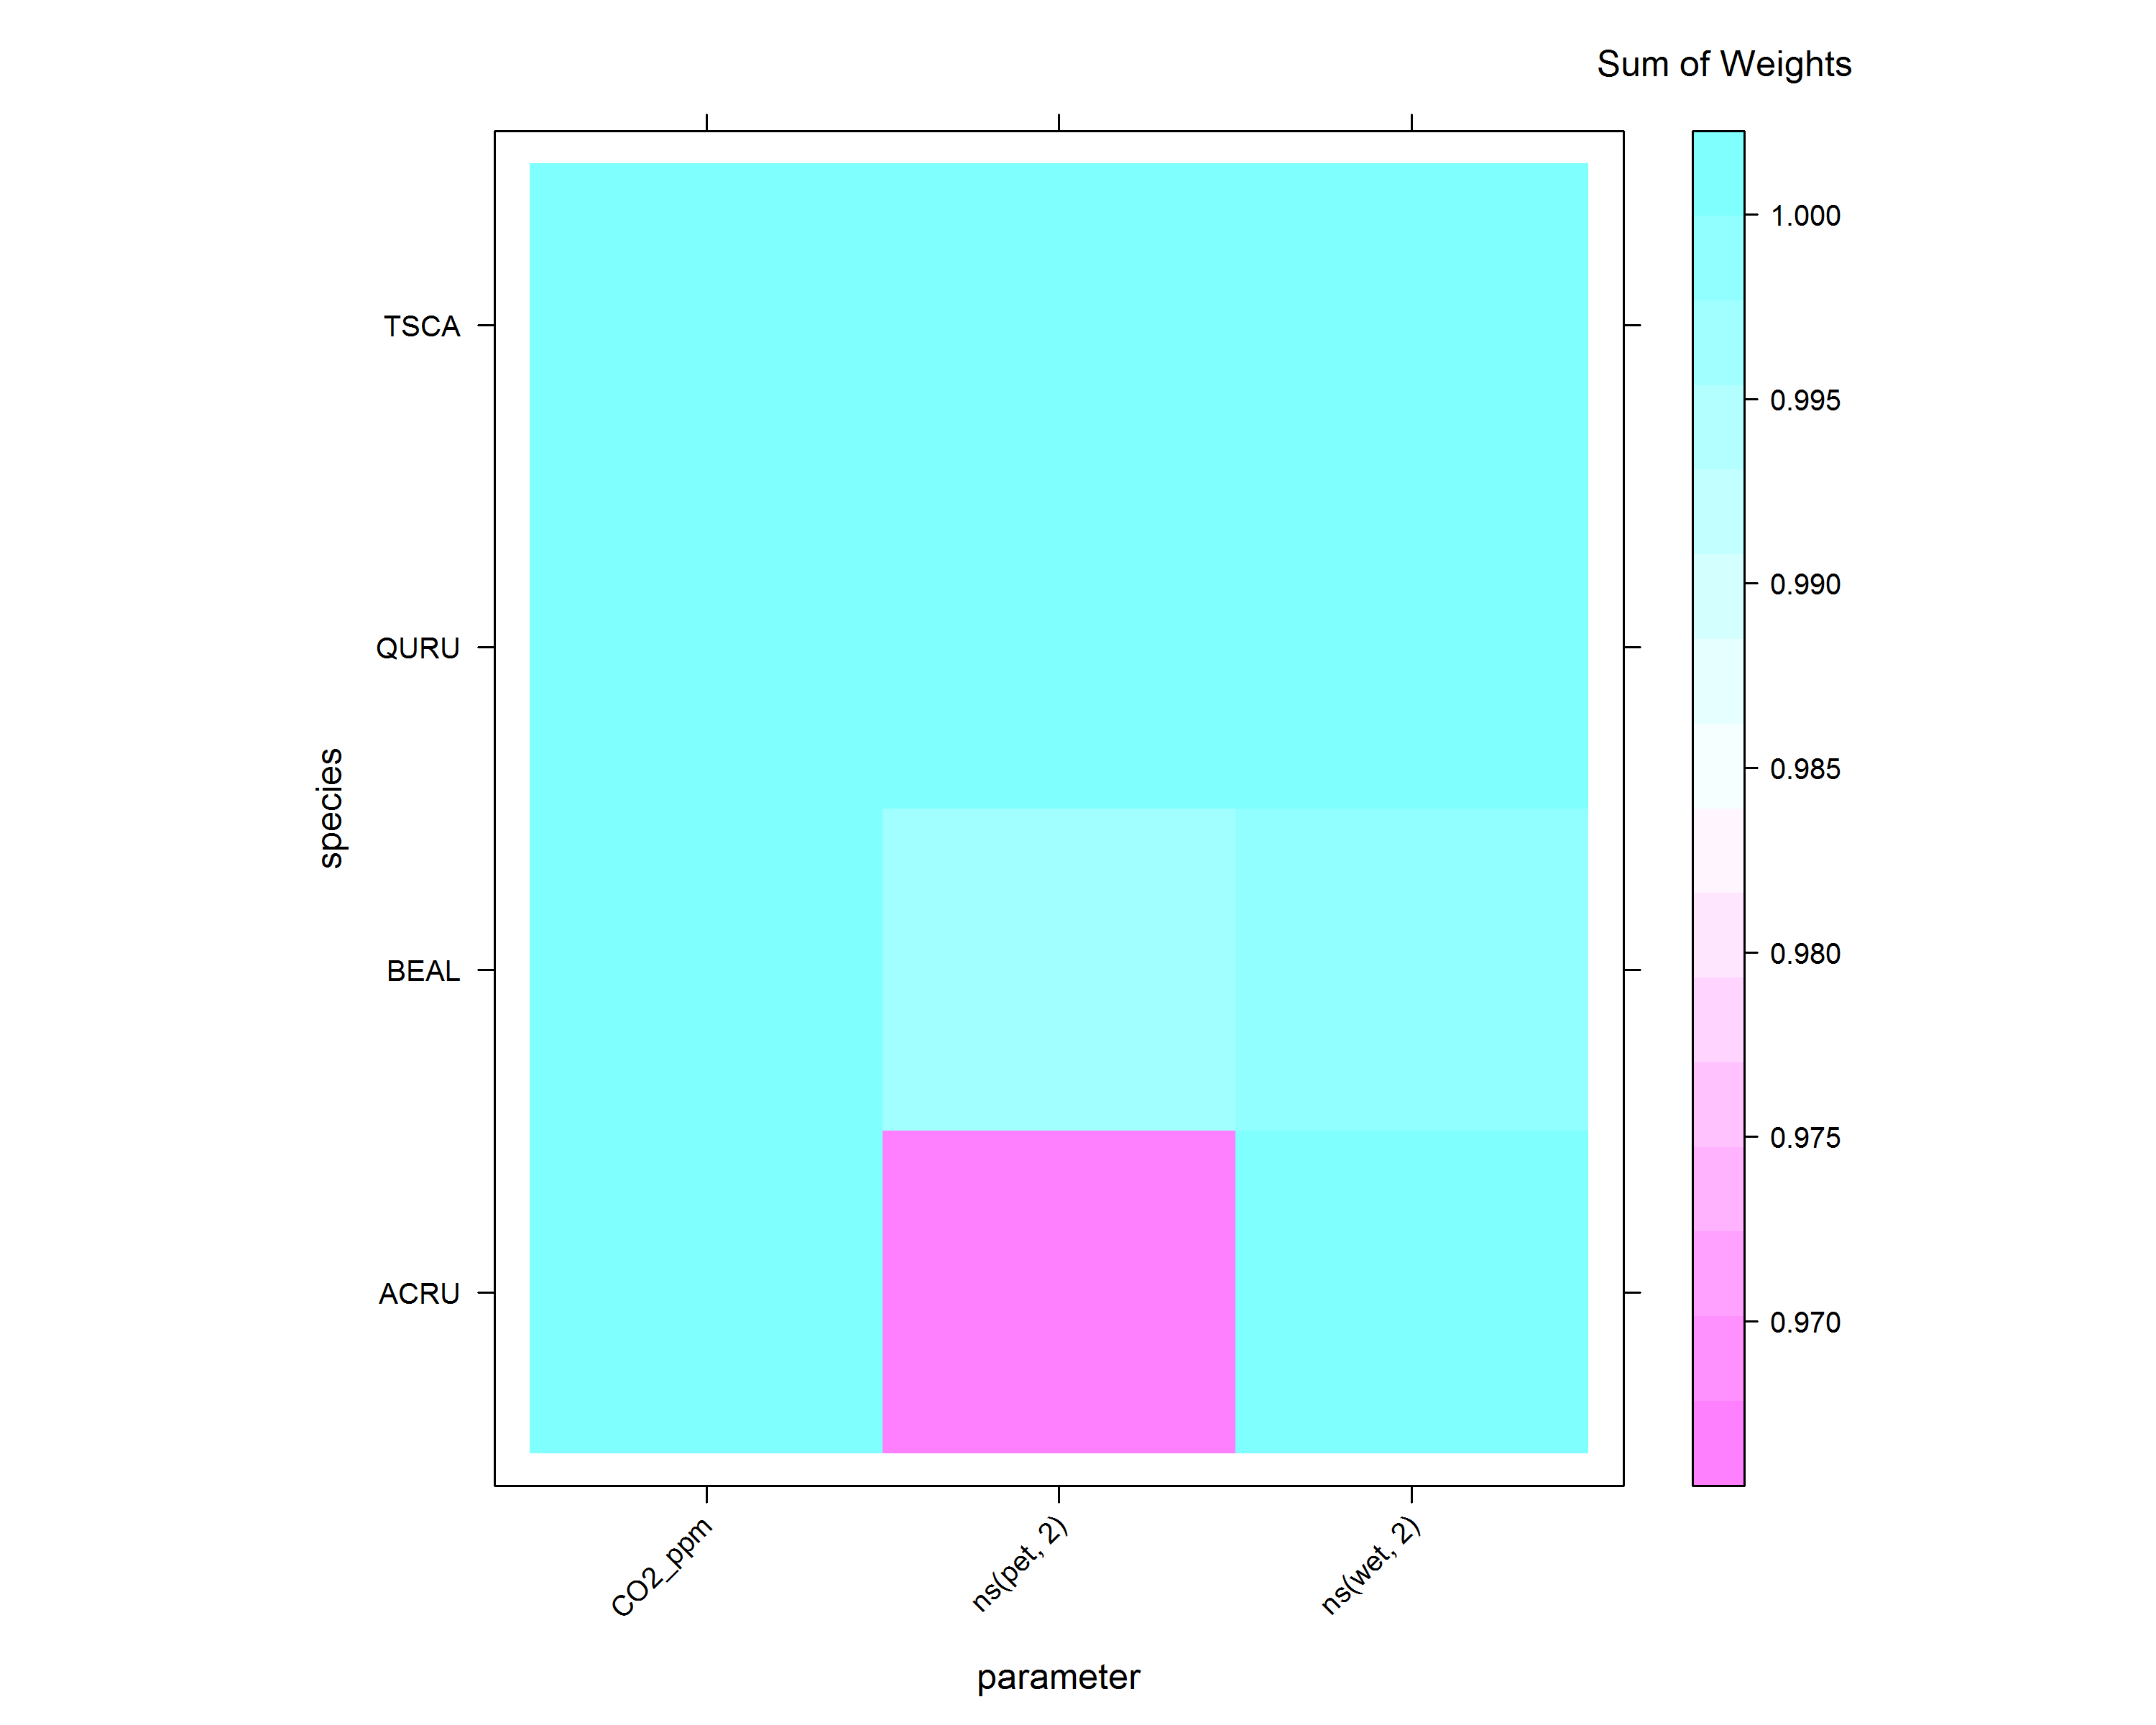 Sum of Weights
1.000
0.995
0.990
0.985
0.980
0.975
0.970
TSCA
QURU
BEAL
ACRU
species
CO2_ppm
ns(pet, 2)
ns(wet, 2)
parameter